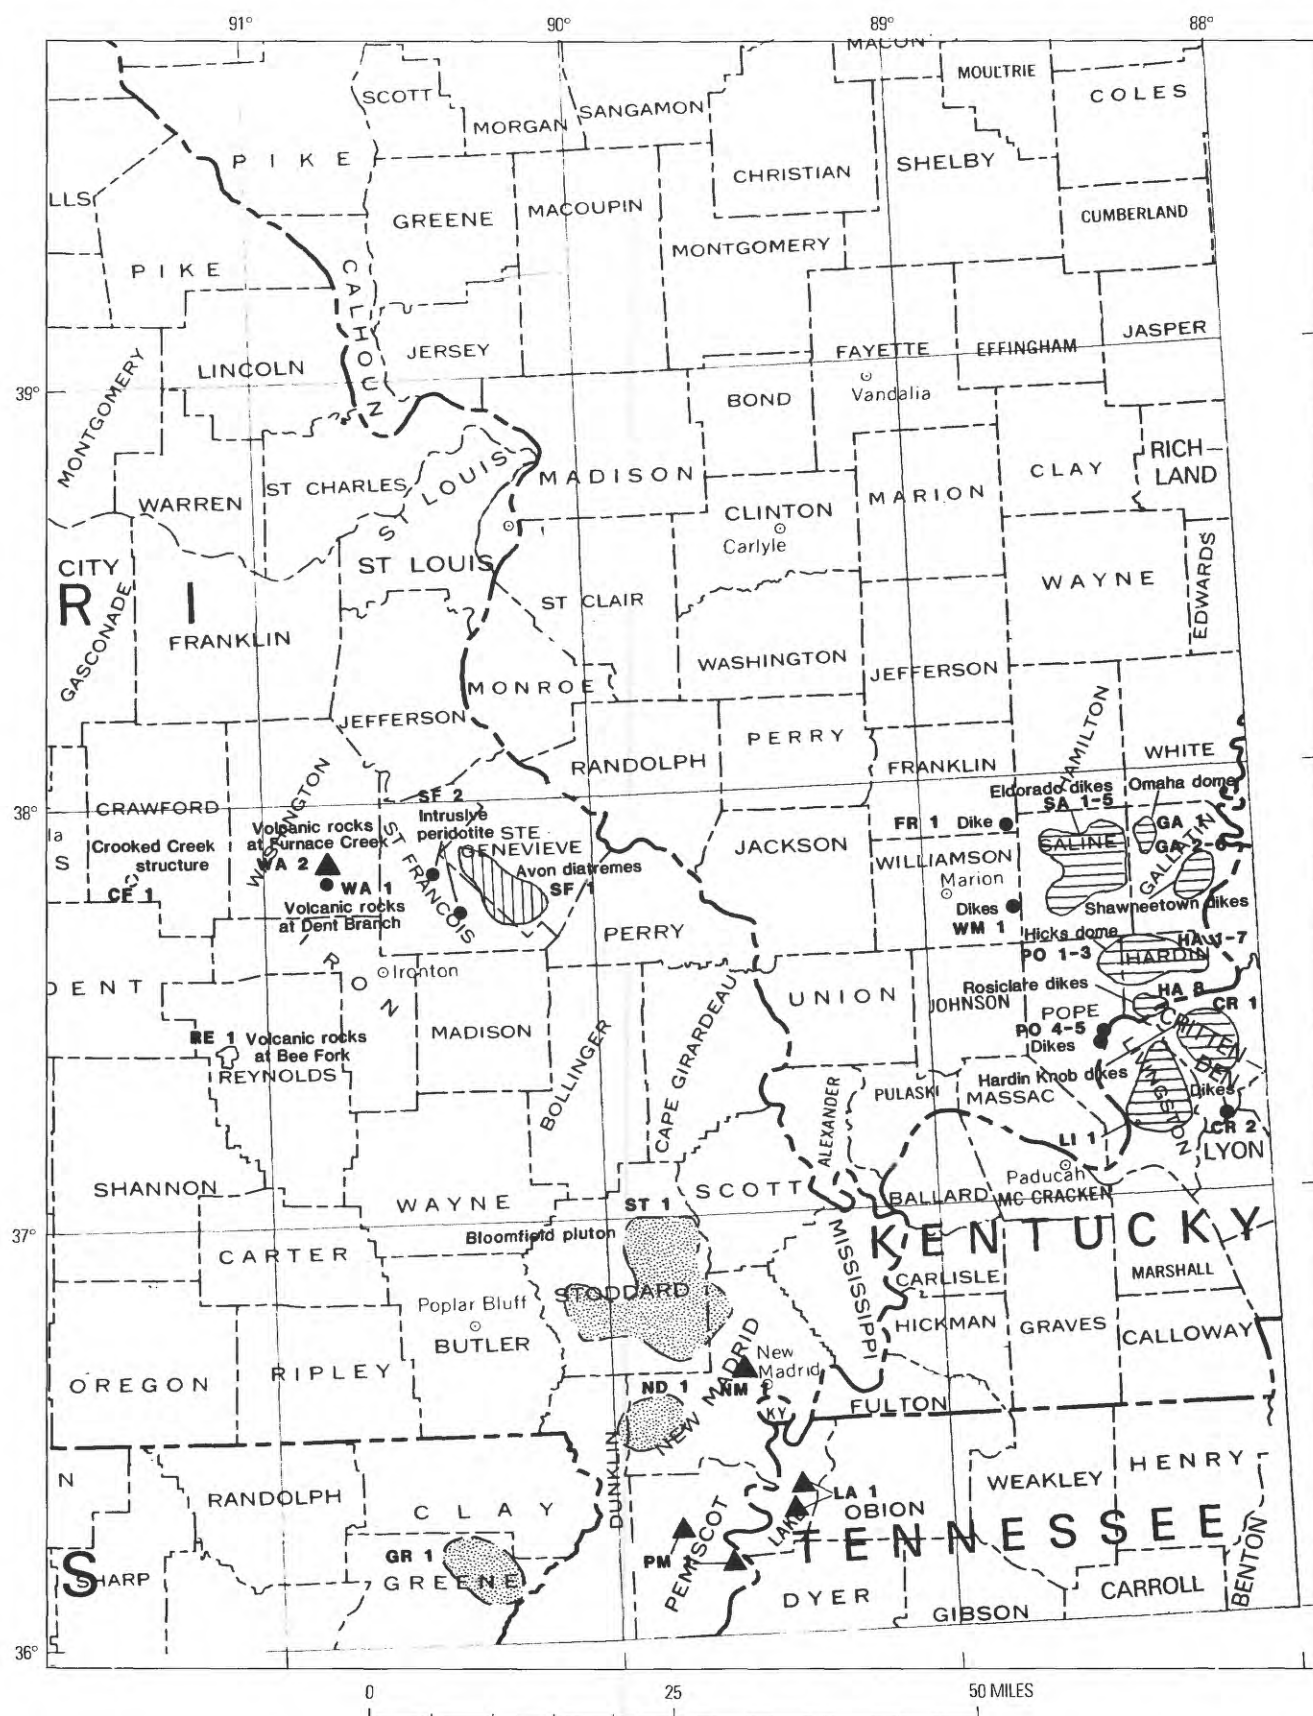 91°
90°
89°
88°
MACON
MOULTRIE
COLES
SCOTT
MORGAN
SANGAMON
CHRISTIAN
SHELBY
PIKE
LLS
GREENE
MACOUPIN
MONTGOMERY
CUMBERLAND
PIKE
CALHOUN
JERSEY
FAYETTE
EFFINGHAM
JASPER
LINCOLN
MONTGOMERY
39°
BOND
Vandalia
WARREN
ST CHARLES
ST LOUIS
MADISON
MARION
CLAY
RICH-
LAND
CLINTON
Carlyle
CITY
R I
ST LOUIS
ST CLAIR
WAYNE
EDWARDS
GASCONADE
FRANKLIN
WASHINGTON
JEFFERSON
MONROE
JEFFERSON
HAMILTON
WHITE
PERRY
RANDOLPH
FRANKLIN
38°
CRAWFORD
WASHINGTON
SF 2
Intrusive
peridotite
STE
GENEVIEVE
ST FRANCOIS
Eldorado dikes
SA 1-5
Omaha dome
GA 1
GA 2-6
la
S
Crooked Creek
structure
CF 1
Volcanic rocks
at Furnace Creek
WA 2
WA 1
Volcanic rocks
at Dent Branch
Avon diatremes
SF 1
JACKSON
FR 1 Dike
WILLIAMSON
Marion
SALINE
GALLATIN
Dikes
WM 1
Shawneetown dikes
PERRY
Hicks dome
PO 1-3
HA 1-7
HARDIN
DENT
IRON
Ironton
UNION
JOHNSON
Rosiclare dikes
HA 8
CR 1
POPE
PO 4-5
Dikes
CRITTENDEN
MADISON
RE 1
Volcanic rocks
at Bee Fork
REYNOLDS
BOLLINGER
CAPE GIRARDEAU
ALEXANDER
PULASKI
MASSAC
Hardin Knob dikes
LIVINGSTON
Dikes
CR 2
LI 1
LYON
SHANNON
WAYNE
SCOTT
BALLARD
Paducah
MC CRACKEN
ST 1
37°
Bloomfield pluton
KENTUCKY
CARTER
MISSISSIPPI
CARLISLE
MARSHALL
STODDARD
Poplar Bluff
BUTLER
HICKMAN
GRAVES
CALLOWAY
OREGON
RIPLEY
NEW MADRID
New
Madrid
ND 1
NM 1
KY
FULTON
DUNKLIN
N
RANDOLPH
CLAY
WEAKLEY
HENRY
LA 1
OBION
LAKE
TENNESSEE
PEMISCOT
PM 1
S
SHARP
GR 1
GREENE
DYER
GIBSON
CARROLL
BENTON
36°
0
25
50 MILES